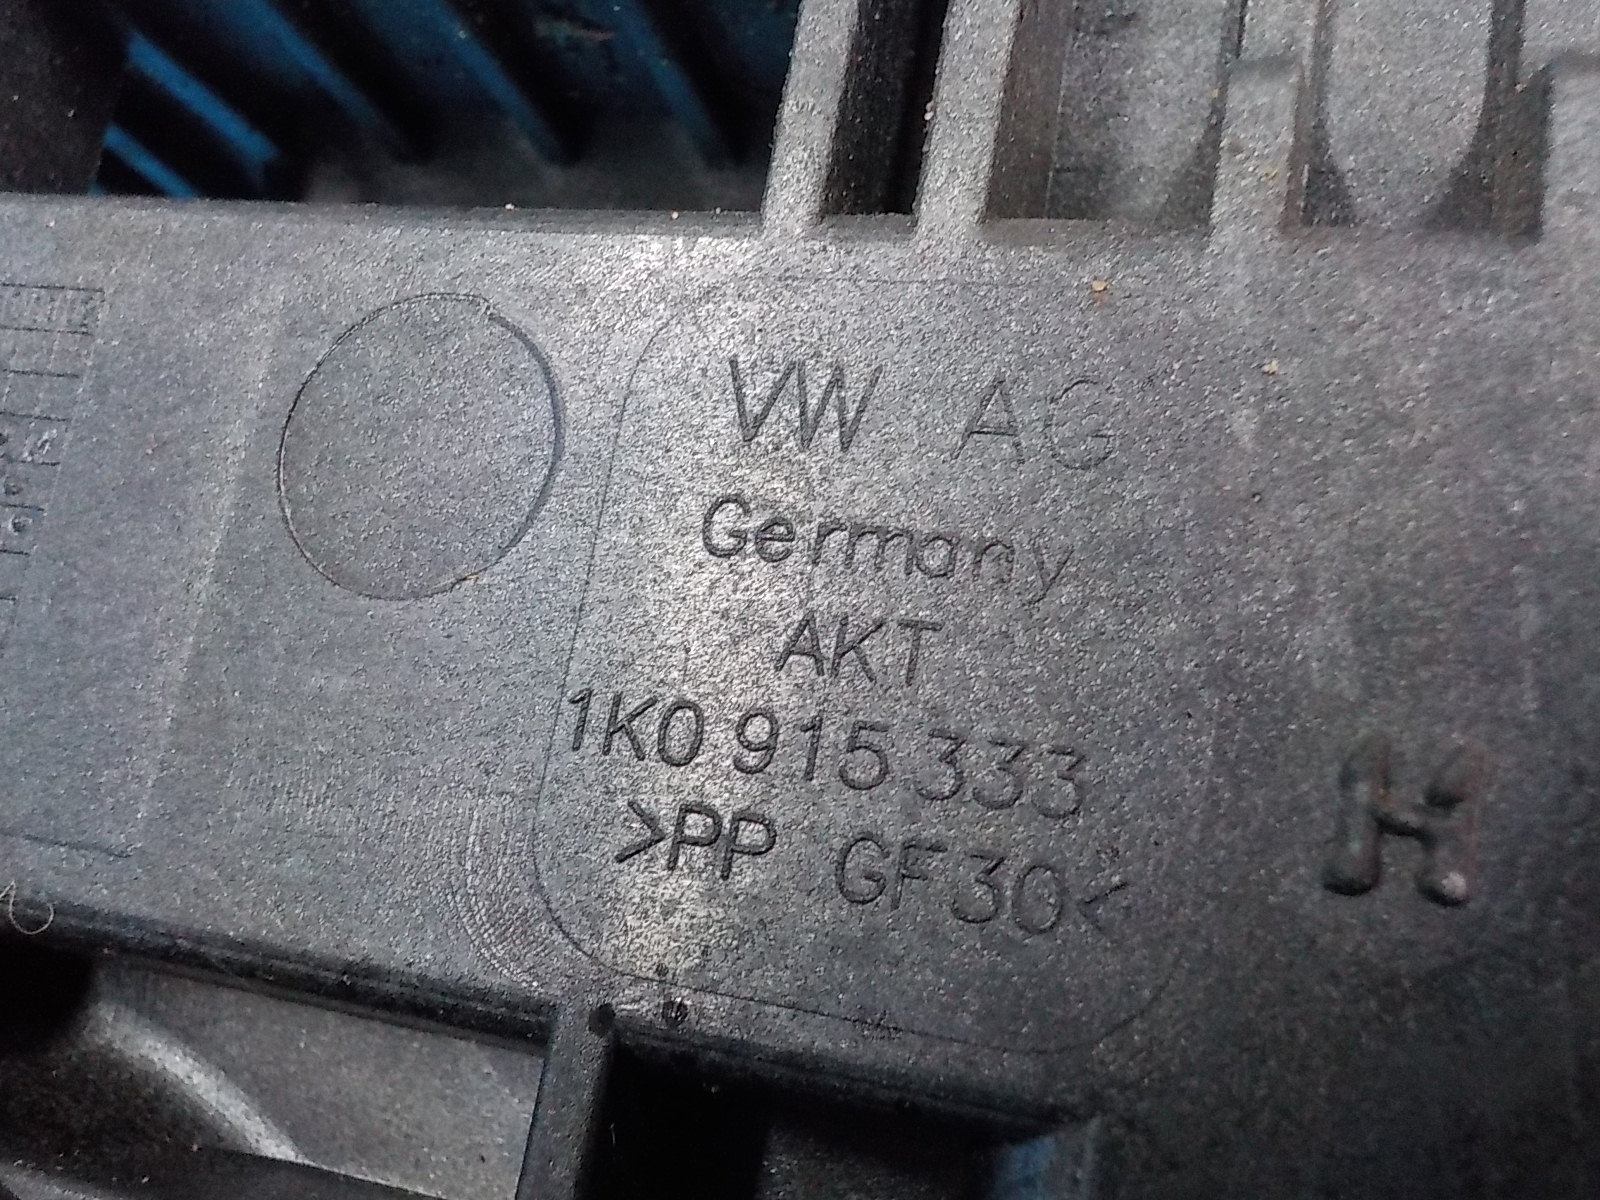 VW AG
Germany
AKT
1K0 915 333
>PP GF30<
H